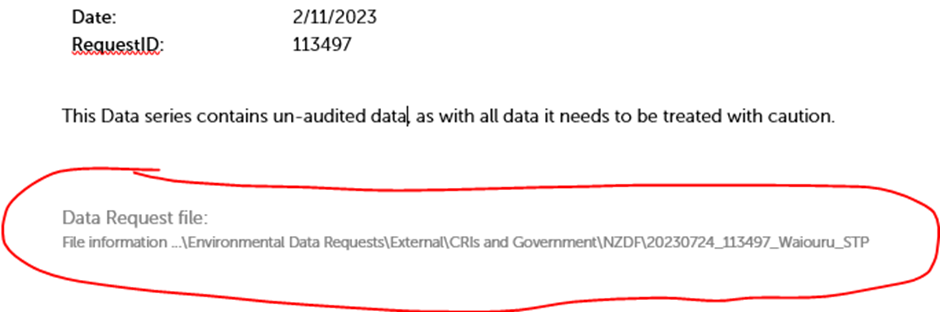 Date: 2/11/2023
RequestID: 113497
This Data series contains un-audited data, as with all data it needs to be treated with caution.
Data Request file:
File information ...\Environmental Data Requests\External\CRIs and Government\NZDF\20230724_113497_Waiouru_STP